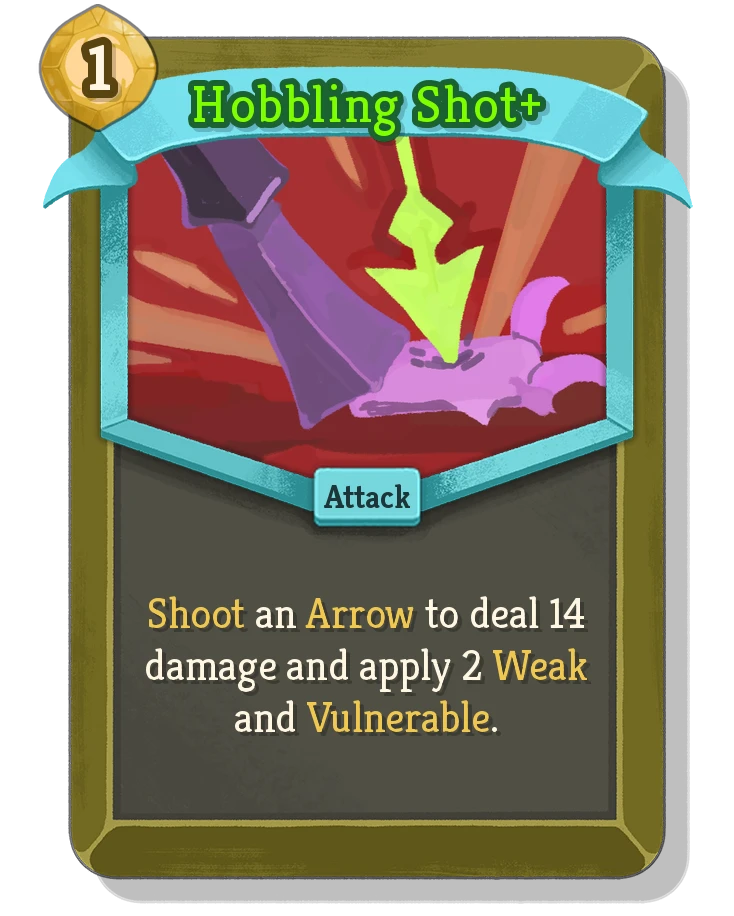 1
Hobbling Shot+
Attack
Shoot an Arrow to deal 14
damage and apply 2 Weak
and Vulnerable.